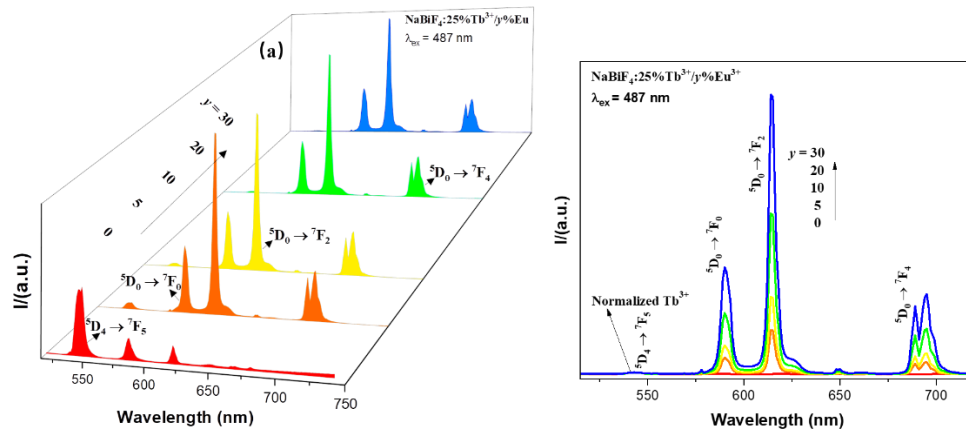 (a)
NaBiF₄:25%Tb³⁺/y%Eu
λₑₓ = 487 nm
y = 30
20
10
5
0
⁵D₀→⁷F₄
⁵D₀→⁷F₂
⁵D₀→⁷F₀
⁵D₄→⁷F₅
I/(a.u.)
550
600
650
700
750
Wavelength (nm)
NaBiF₄:25%Tb³⁺/y%Eu³⁺
λₑₓ = 487 nm
⁵D₀→⁷F₂
y = 30
20
10
5
0
⁵D₀→⁷F₀
⁵D₀→⁷F₄
Normalized Tb³⁺
⁵D₄→⁷F₅
I/(a.u.)
550
600
650
700
Wavelength (nm)